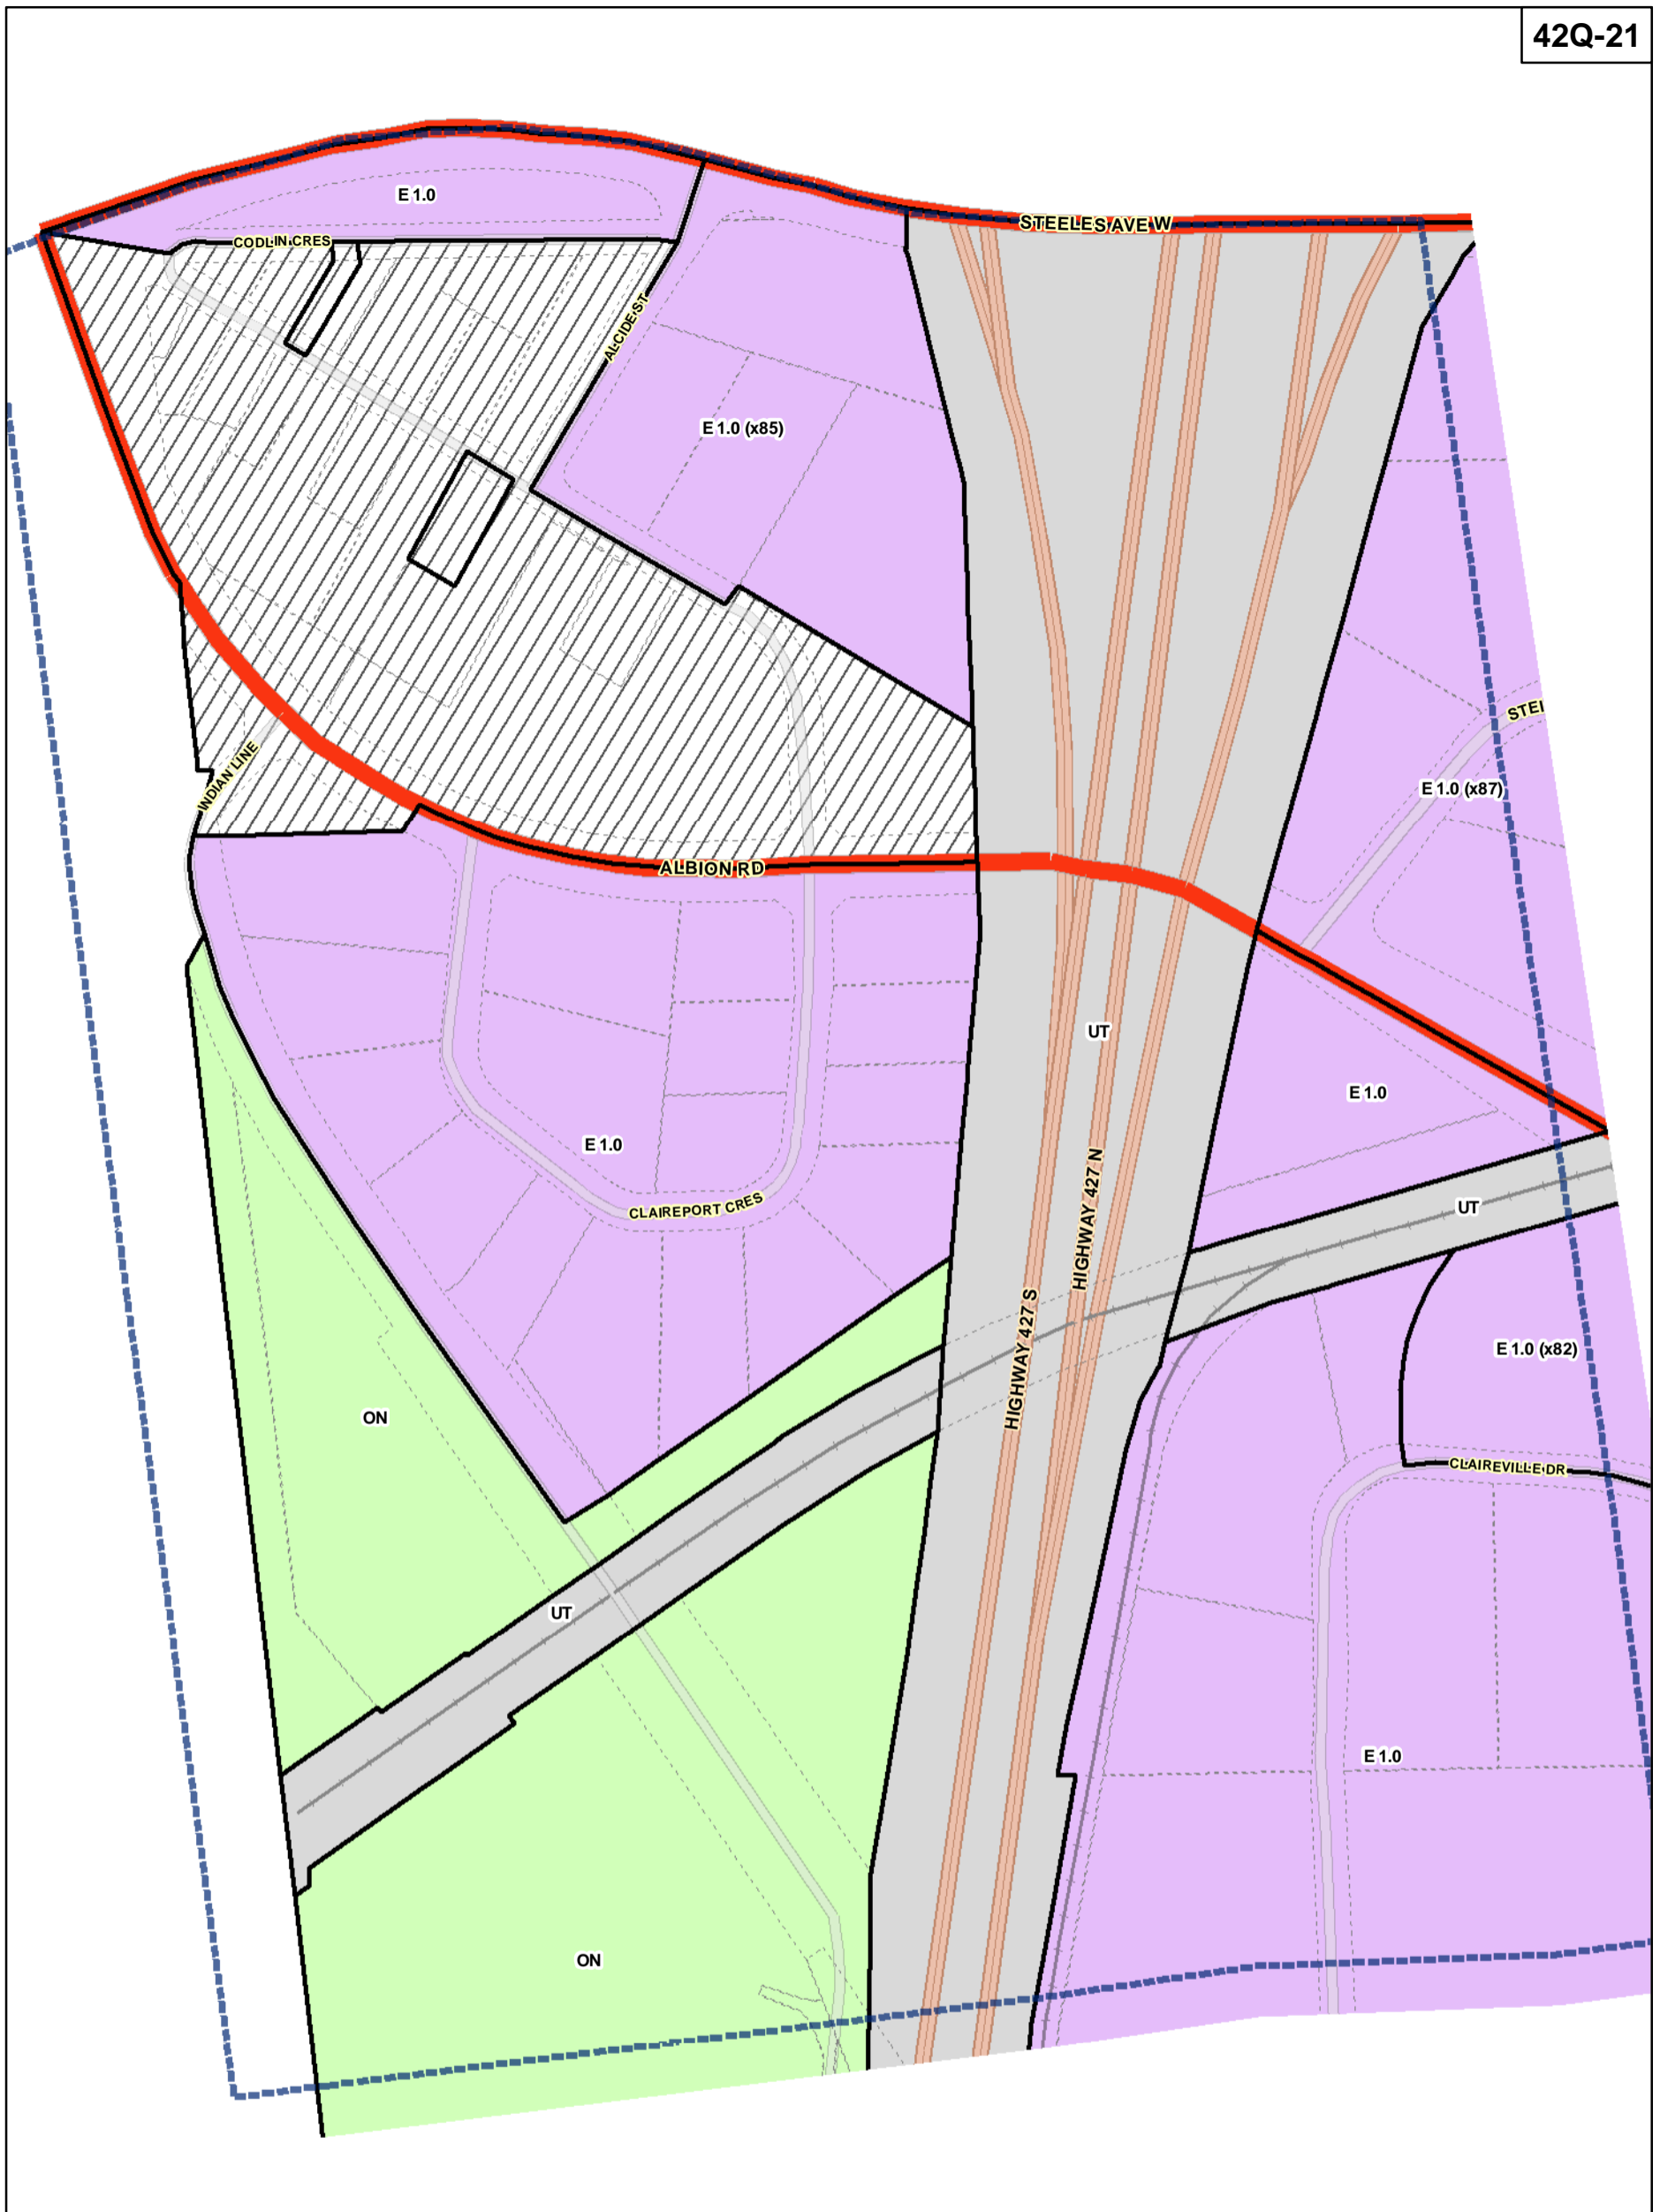 42Q-21
E 1.0
STEELES AVE W
CODLIN CRES
ALCIDE ST
E 1.0 (x85)
STEE
INDIAN LINE
E 1.0 (x87)
ALBION RD
UT
E 1.0
E 1.0
CLAIREPORT CRES
HIGHWAY 427 N
UT
HIGHWAY 427 S
E 1.0 (x82)
ON
CLAIREVILLE DR
UT
E 1.0
ON